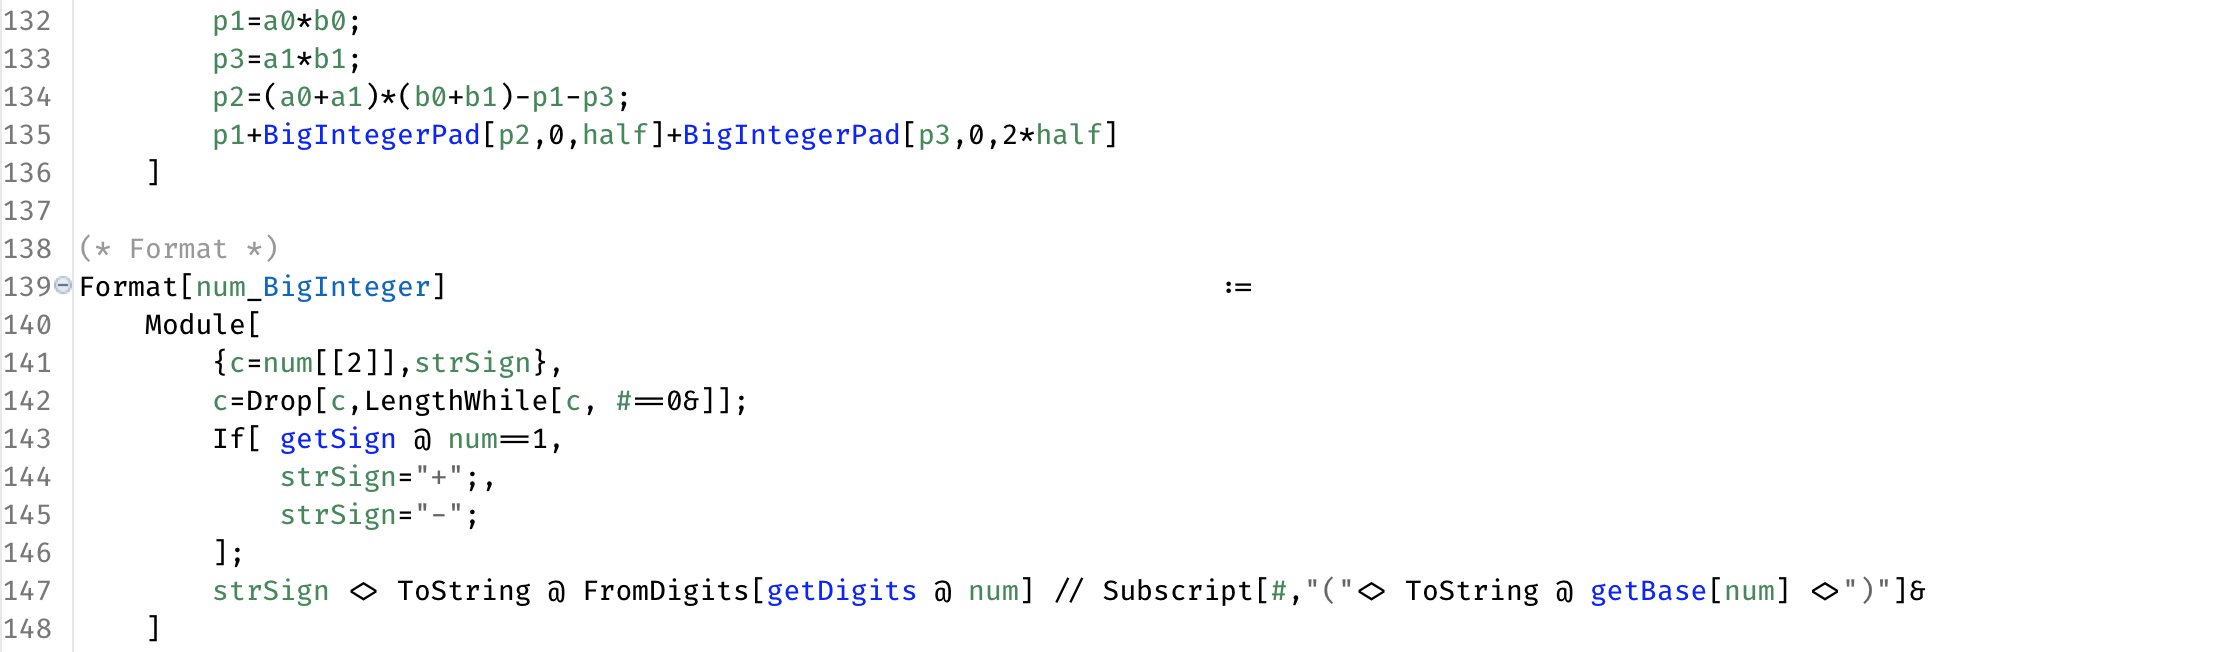 132 p1=a0*b0;
133 p3=a1*b1;
134 p2=(a0+a1)*(b0+b1)-p1-p3;
135 p1+BigIntegerPad[p2,0,half]+BigIntegerPad[p3,0,2*half]
136 ]
137
138 (* Format *)
139 Format[num_BigInteger] :=
140 Module[
141 {c=num[[2]],strSign},
142 c=Drop[c,LengthWhile[c, #==0&]];
143 If[ getSign @ num==1,
144 strSign="+";,
145 strSign="-";
146 ];
147 strSign <> ToString @ FromDigits[getDigits @ num] // Subscript[#,"("<> ToString @ getBase[num] <>")"]&
148 ]